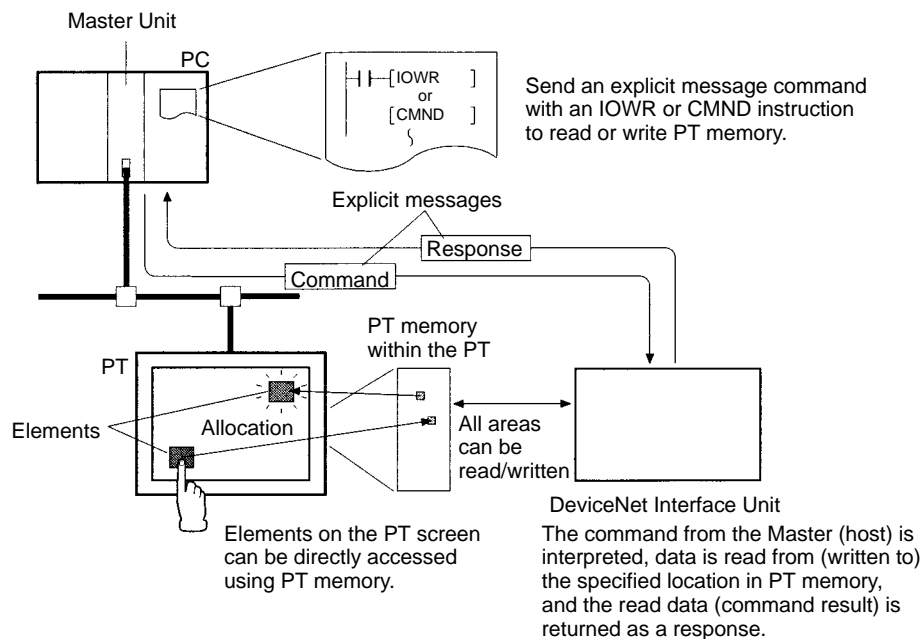 Master Unit
PC
[IOWR ]
or
[CMND ]
Send an explicit message command
with an IOWR or CMND instruction
to read or write PT memory.
Explicit messages
Response
Command
PT memory
within the PT
PT
Elements
Allocation
All areas
can be
read/written
DeviceNet Interface Unit
Elements on the PT screen
can be directly accessed
using PT memory.
The command from the Master (host) is
interpreted, data is read from (written to)
the specified location in PT memory,
and the read data (command result) is
returned as a response.